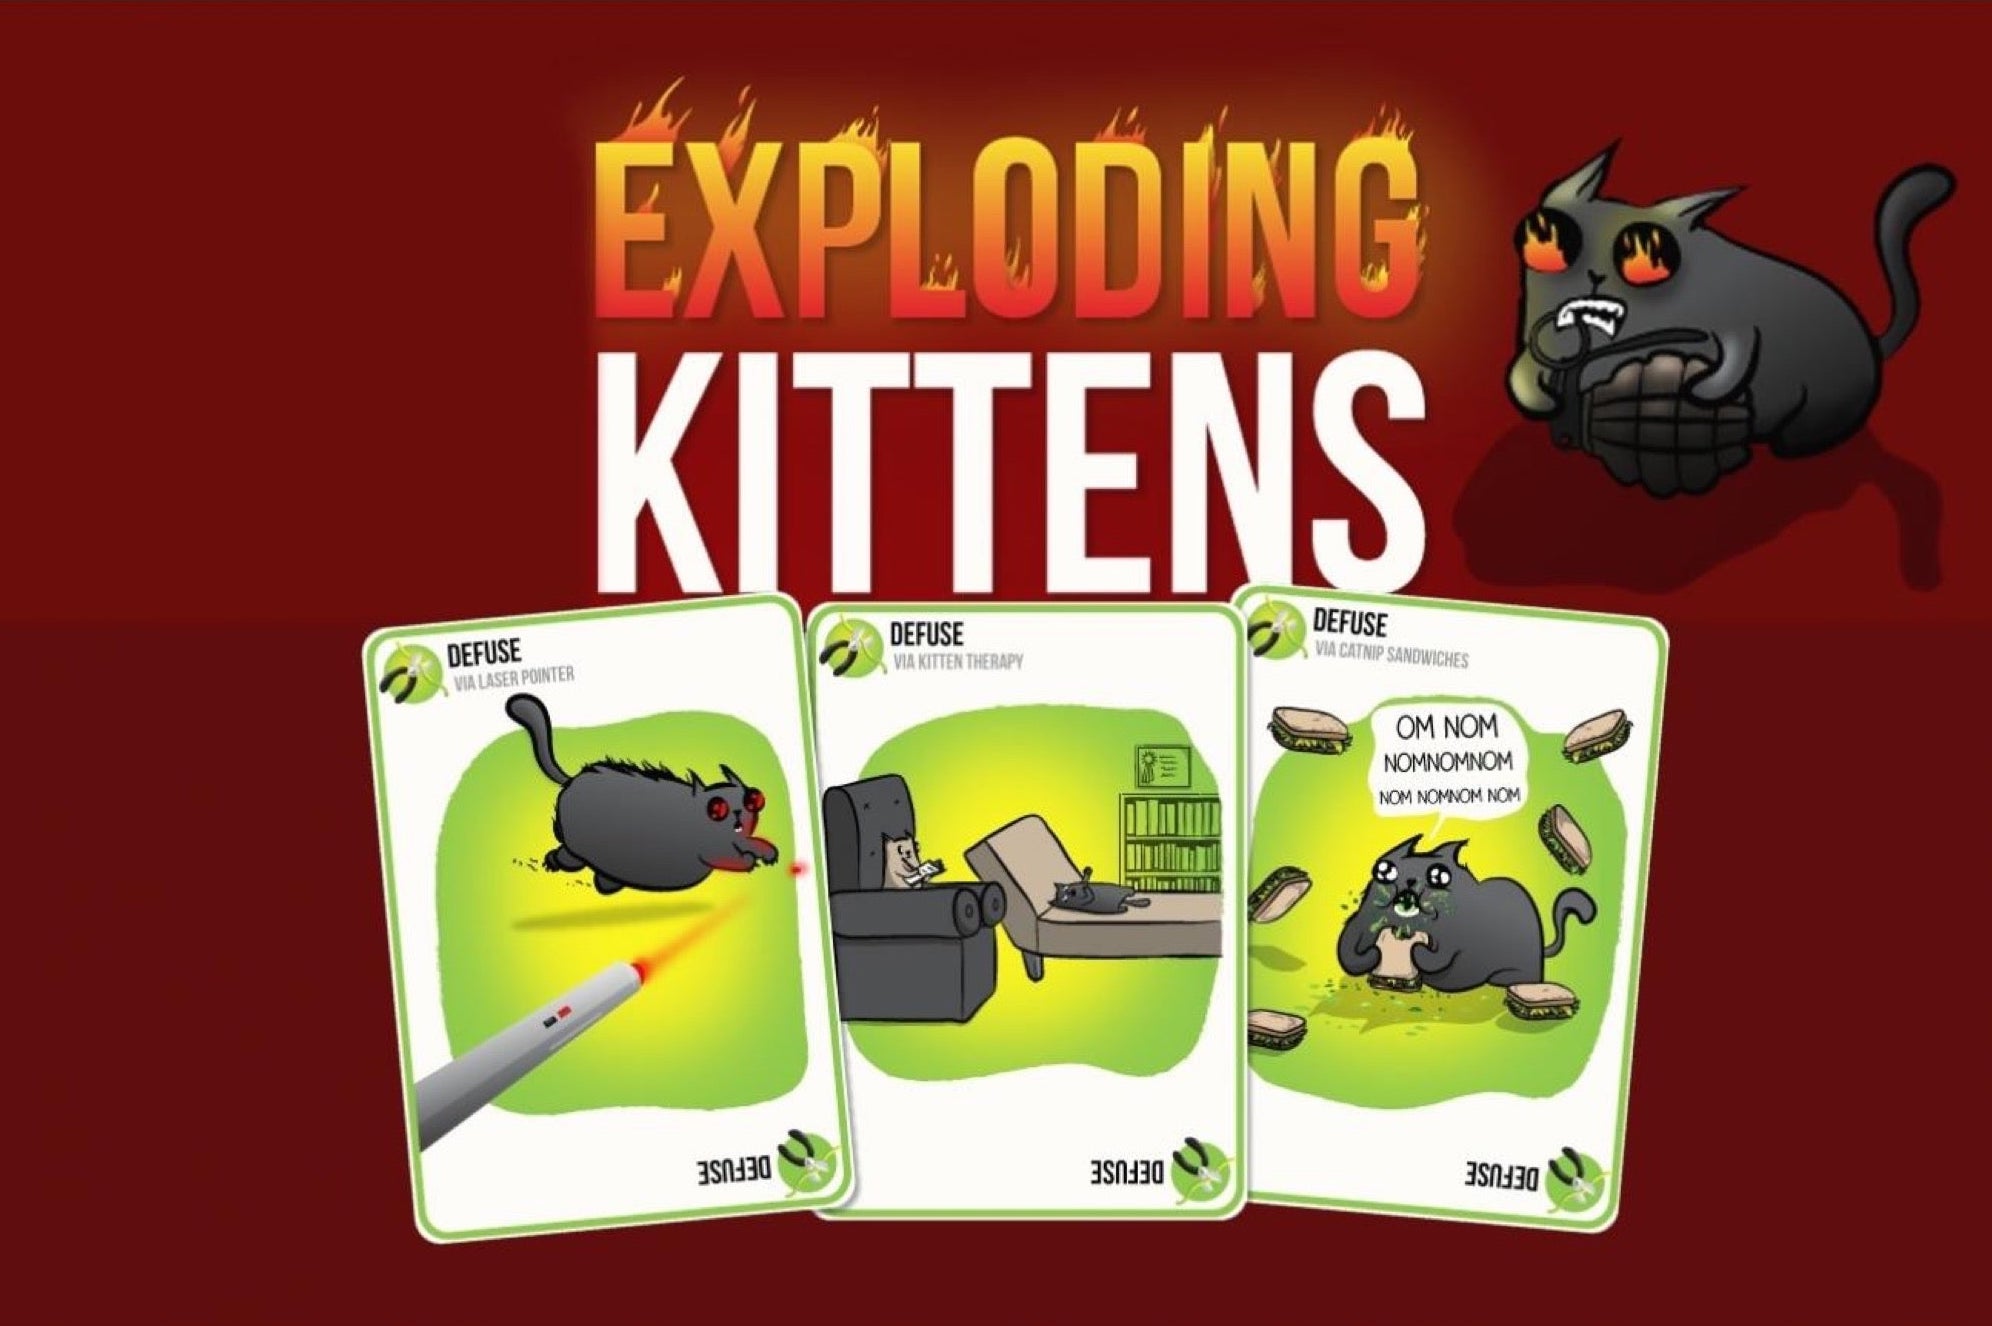 EXPLODING
KITTENS
DEFUSE
VIA LASER POINTER
DEFUSE
DEFUSE
VIA KITTEN THERAPY
DEFUSE
DEFUSE
VIA CATNIP SANDWICHES
OM NOM
NOMNOMNOM
NOM NOMNOM NOM
DEFUSE